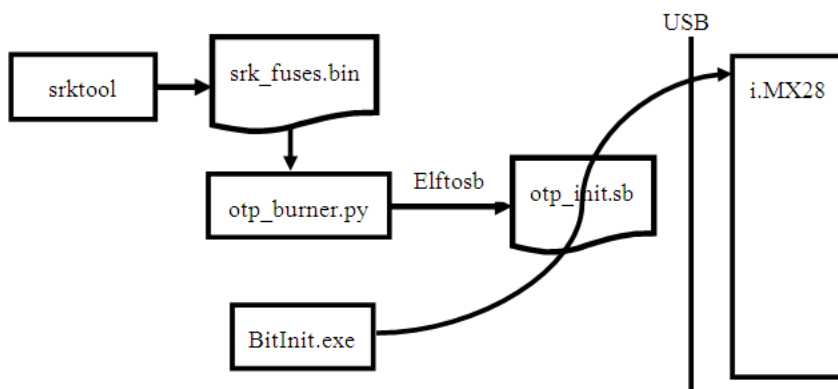 USB
srktool
srk_fuses.bin
i.MX28
otp_burner.py
Elftosb
otp_init.sb
BitInit.exe